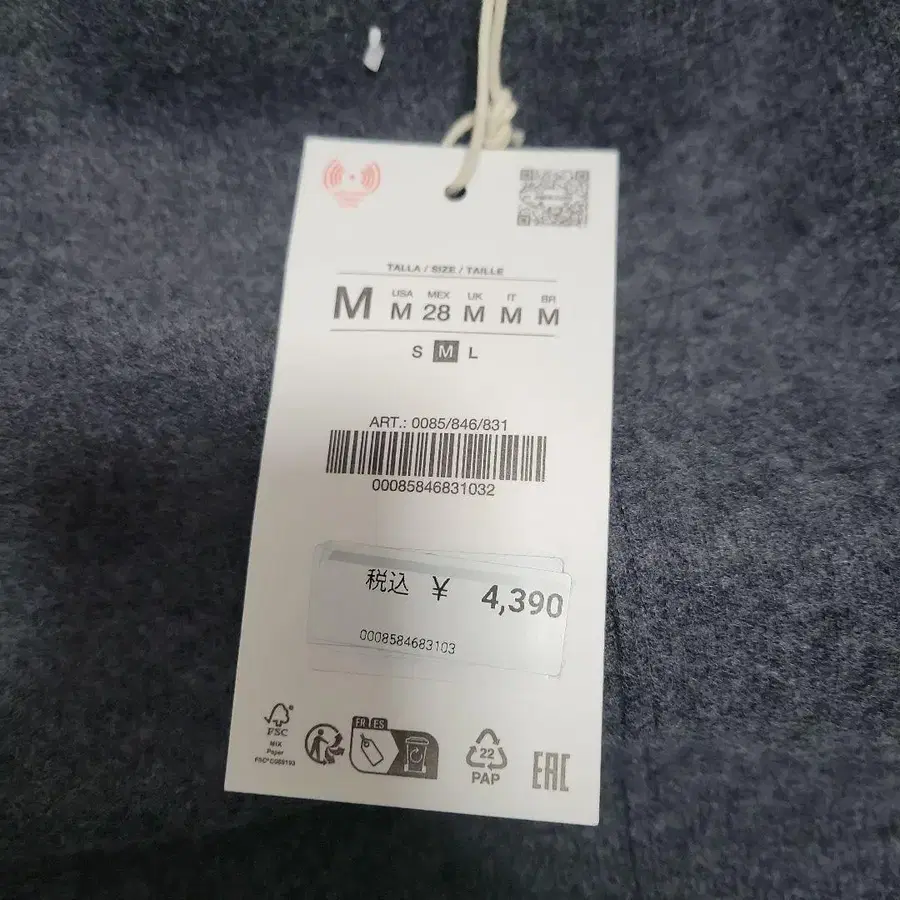 TALLA / SIZE / TAILLE
M USA M MEX 28 UK M IT M BR M
S M L
ART.: 0085/846/831
00085846831032
税込 ¥ 4,390
0008584683103
FR ES
FSC
MIX
Paper
22
PAP
EAC